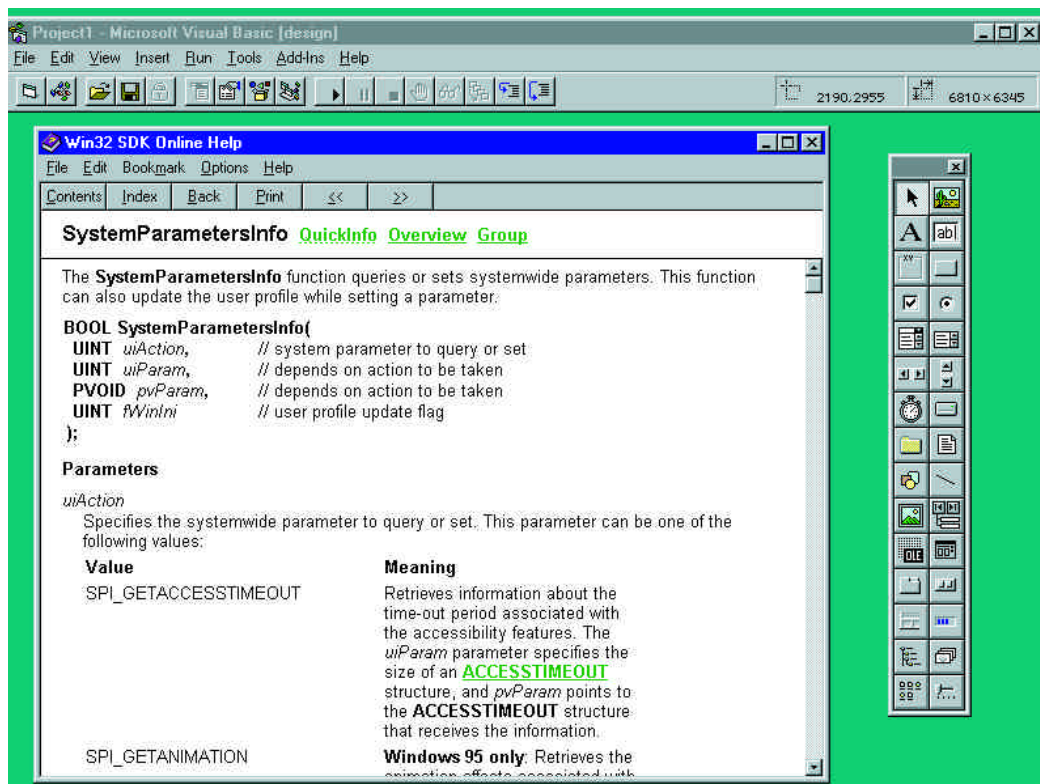 Project1 - Microsoft Visual Basic [design]
File Edit View Insert Run Tools Add-Ins Help
2190,2955 6810×6345
Win32 SDK Online Help
File Edit Bookmark Options Help
Contents Index Back Print << >>
SystemParametersInfo QuickInfo Overview Group
The SystemParametersInfo function queries or sets systemwide parameters. This function
can also update the user profile while setting a parameter.
BOOL SystemParametersInfo(
UINT uiAction, // system parameter to query or set
UINT uiParam, // depends on action to be taken
PVOID pvParam, // depends on action to be taken
UINT fWinIni // user profile update flag
);
Parameters
uiAction
Specifies the systemwide parameter to query or set. This parameter can be one of the
following values:
Value Meaning
SPI_GETACCESSTIMEOUT Retrieves information about the
time-out period associated with
the accessibility features. The
uiParam parameter specifies the
size of an ACCESSTIMEOUT
structure, and pvParam points to
the ACCESSTIMEOUT structure
that receives the information.
SPI_GETANIMATION Windows 95 only: Retrieves the
animation effects associated with
A ab|
XY
OLE